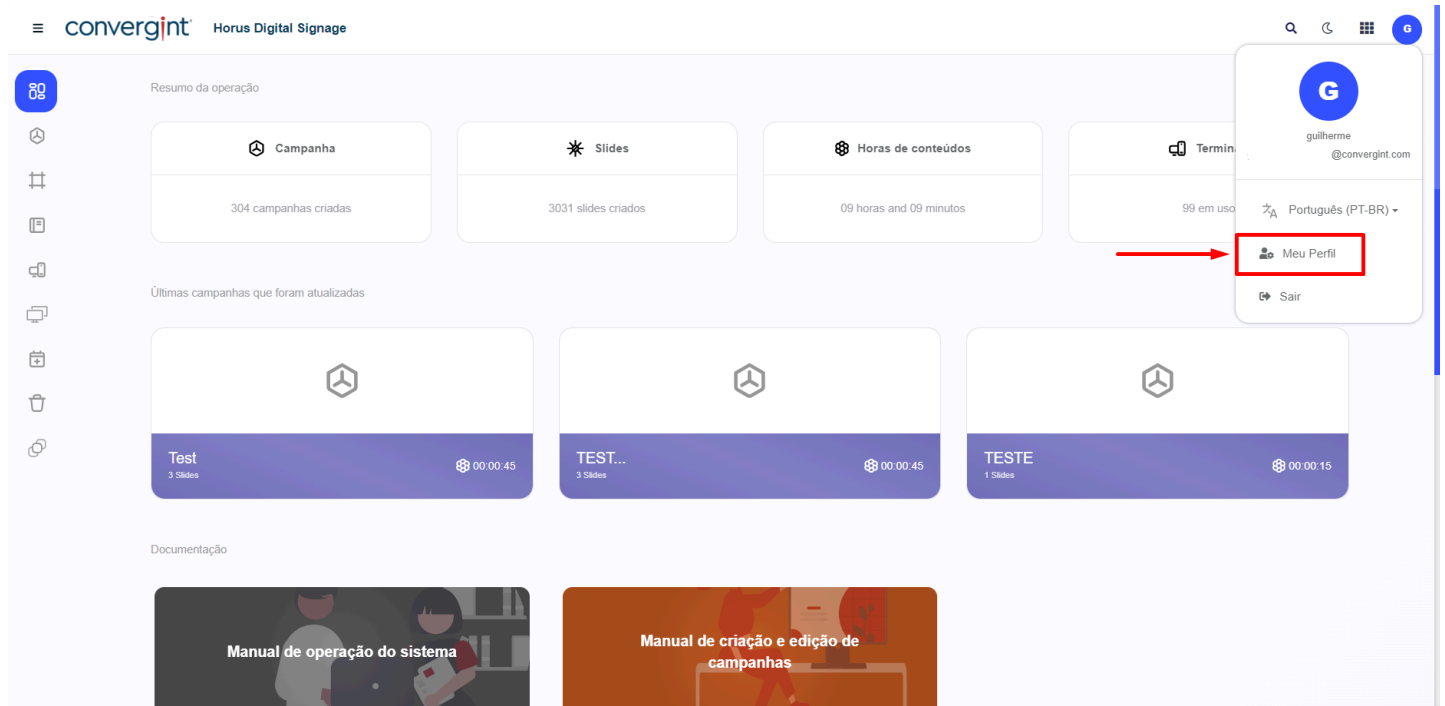 convergint
Horus Digital Signage
G
G
guilherme
@convergint.com
Português (PT-BR)
Meu Perfil
Sair
Resumo da operação
Campanha
304 campanhas criadas
Slides
3031 slides criados
Horas de conteúdos
09 horas and 09 minutos
Termin
99 em uso
Últimas campanhas que foram atualizadas
Test
3 Slides
00:00:45
TEST...
3 Slides
00:00:45
TESTE
1 Slides
00:00:15
Documentação
Manual de operação do sistema
Manual de criação e edição de
campanhas